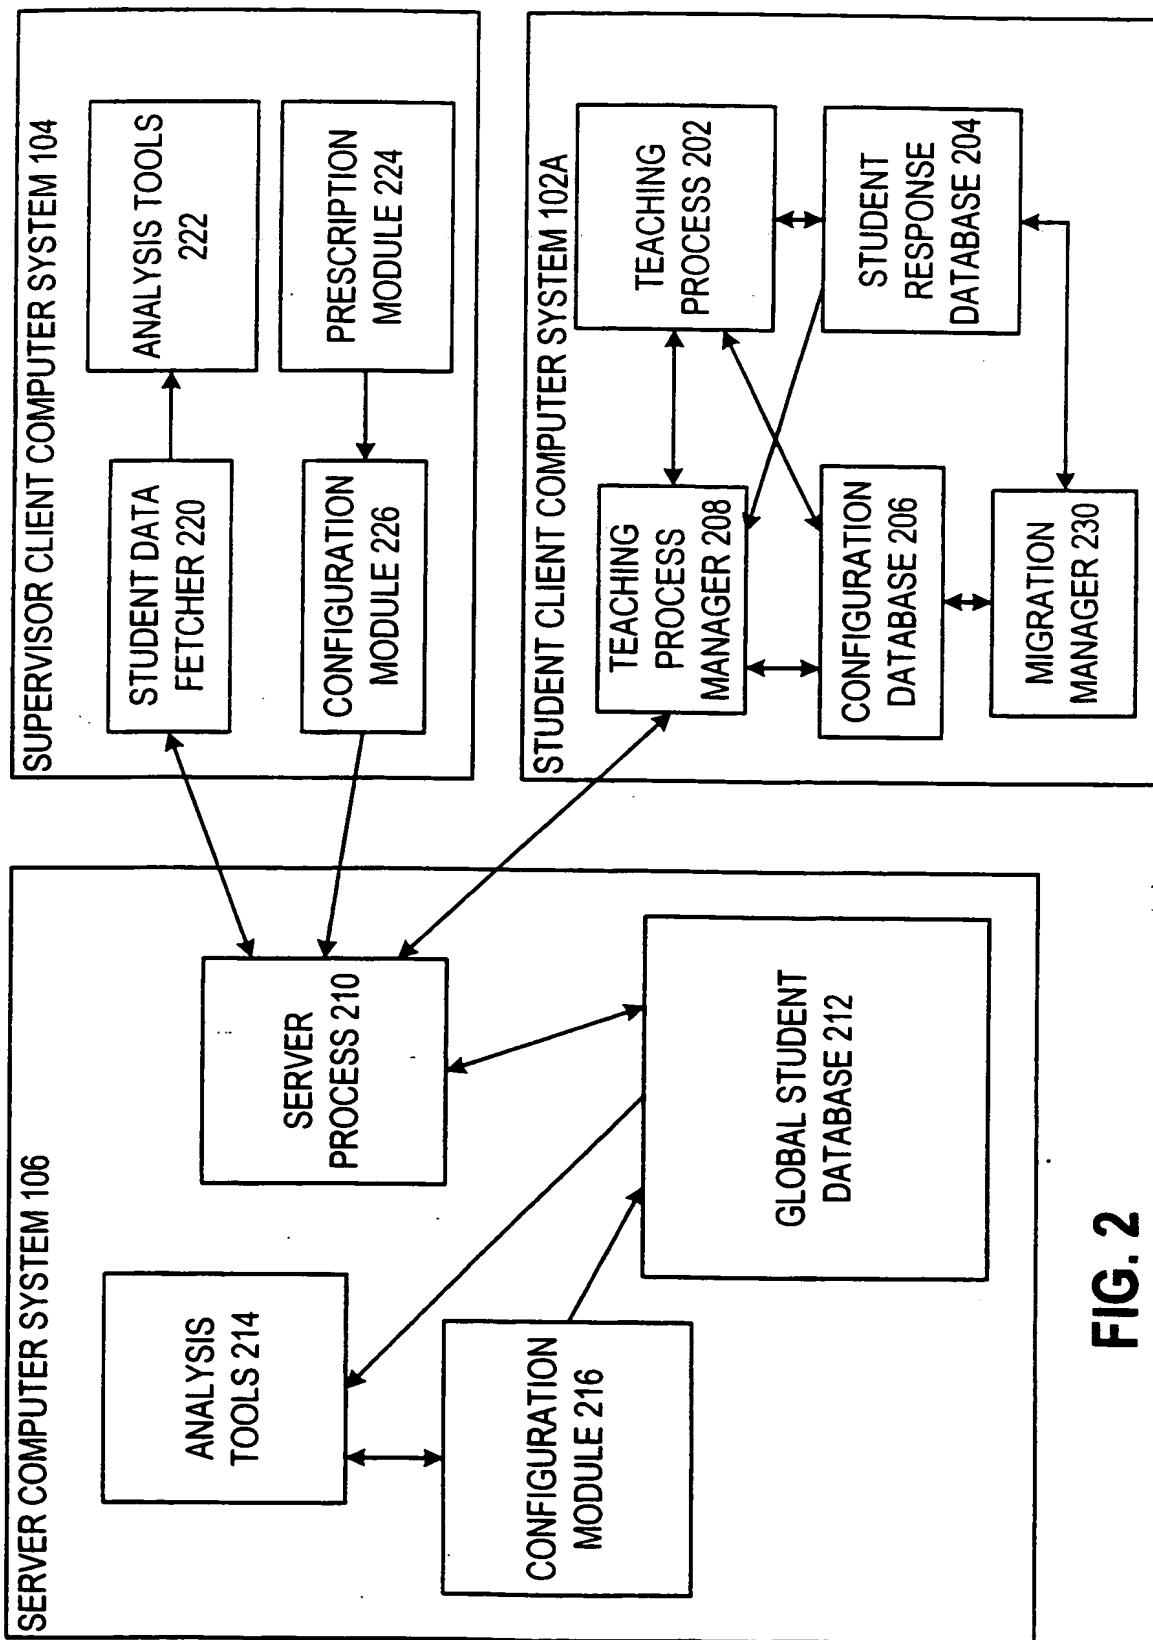 SERVER COMPUTER SYSTEM 106
ANALYSIS
TOOLS 214
CONFIGURATION
MODULE 216
SERVER
PROCESS 210
GLOBAL STUDENT
DATABASE 212
SUPERVISOR CLIENT COMPUTER SYSTEM 104
STUDENT DATA
FETCHER 220
ANALYSIS TOOLS
222
CONFIGURATION
MODULE 226
PRESCRIPTION
MODULE 224
STUDENT CLIENT COMPUTER SYSTEM 102A
TEACHING
PROCESS
MANAGER 208
TEACHING
PROCESS 202
CONFIGURATION
DATABASE 206
STUDENT
RESPONSE
DATABASE 204
MIGRATION
MANAGER 230
FIG. 2